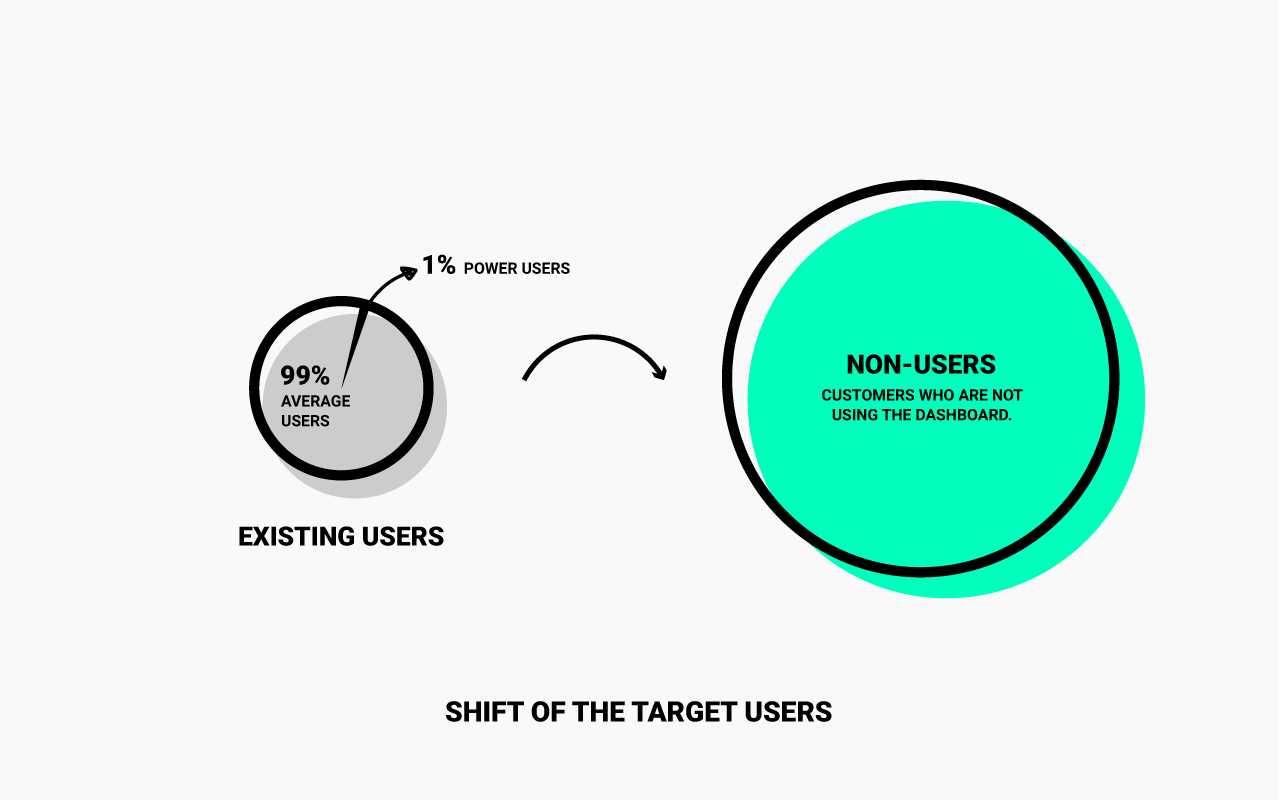 1% POWER USERS
99%
AVERAGE
USERS
EXISTING USERS
NON-USERS
CUSTOMERS WHO ARE NOT
USING THE DASHBOARD.
SHIFT OF THE TARGET USERS